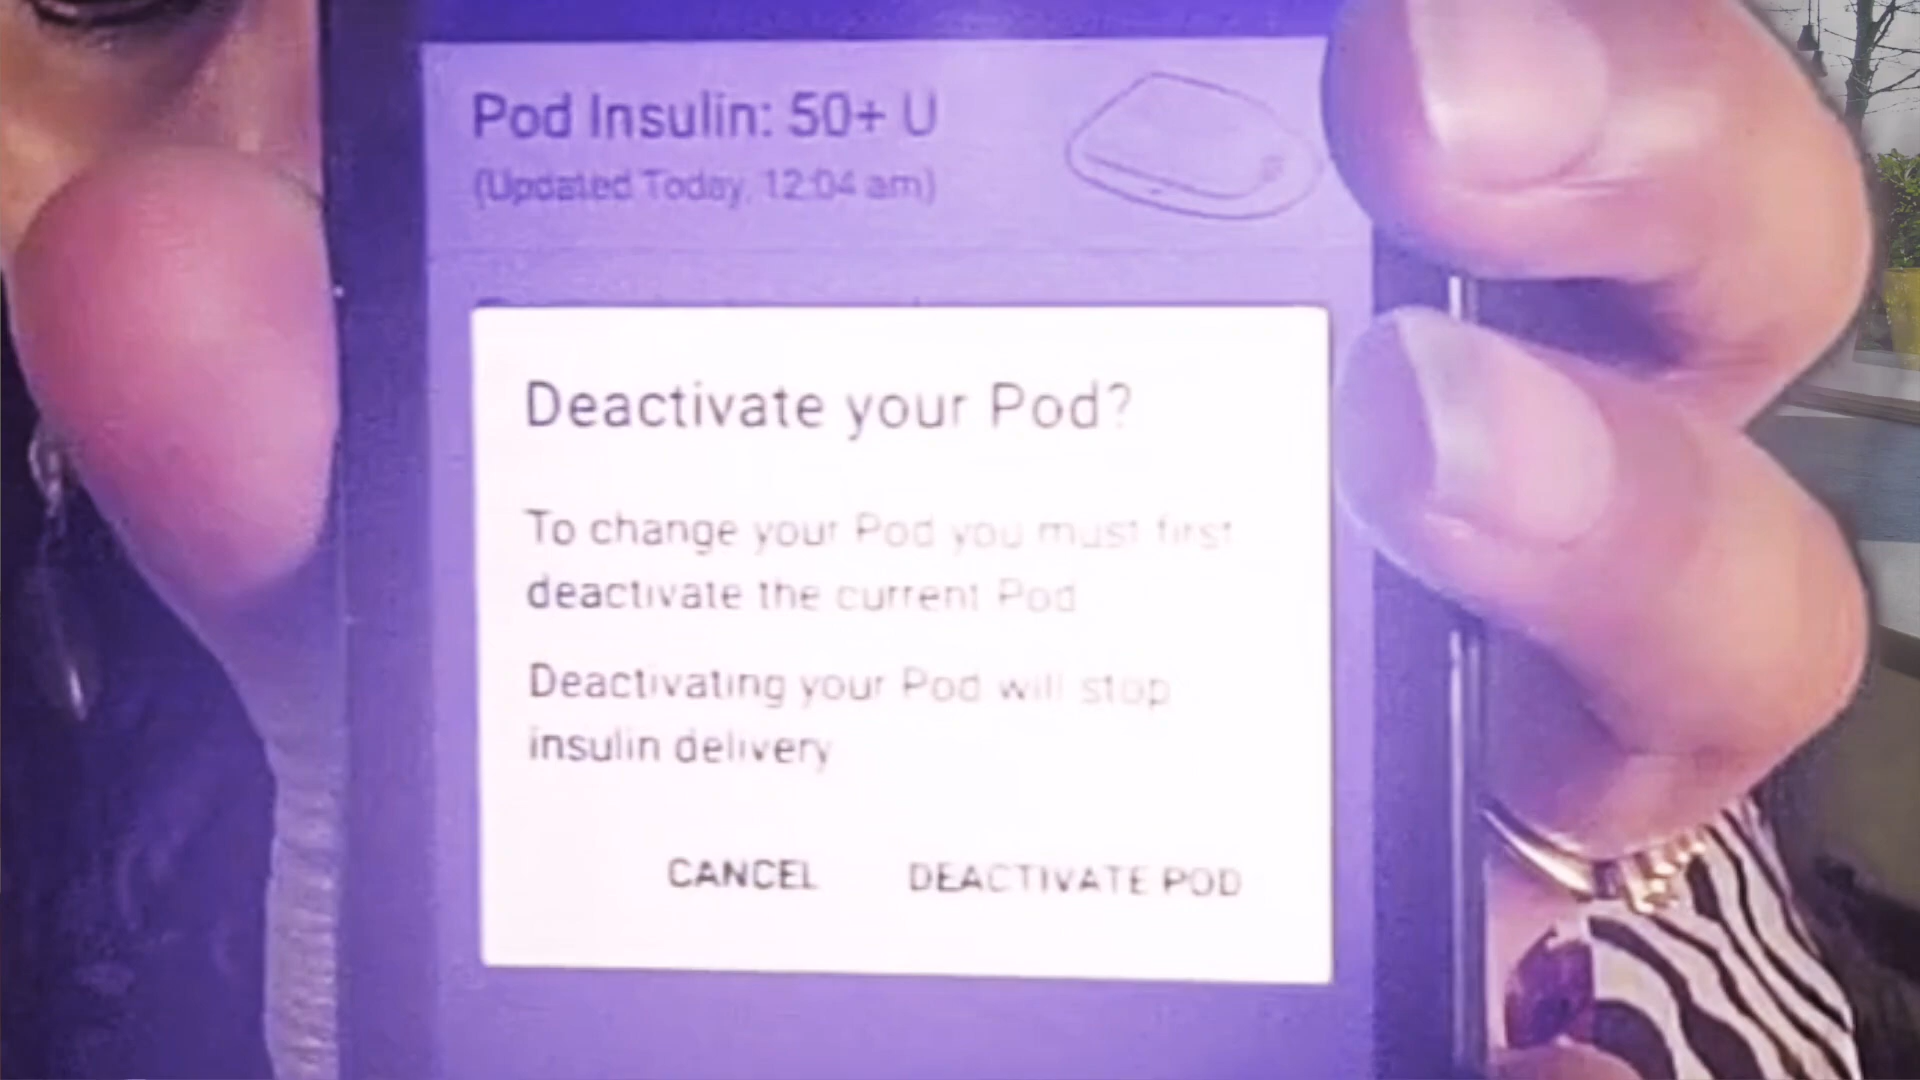 Pod Insulin: 50+ U
(Updated Today, 12:04 am)
Deactivate your Pod?
To change your Pod you must first
deactivate the current Pod
Deactivating your Pod will stop
insulin delivery
CANCEL DEACTIVATE POD